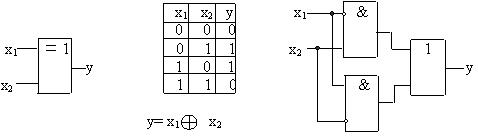 x₁
= 1
x₂
y
x₁ x₂ y
0 0 0
0 1 1
1 0 1
1 1 0
y= x₁⊕ x₂
x₁
&
x₂
1
y
&